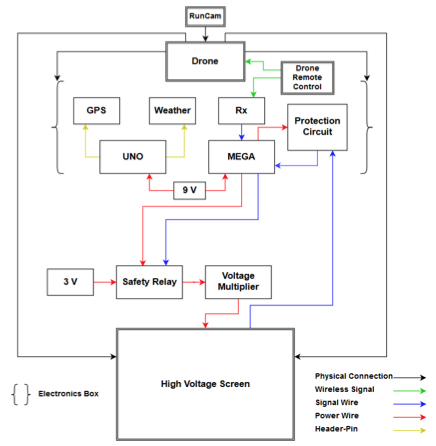 RunCam
Drone
Drone
Remote
Control
GPS
Weather
Rx
Protection
Circuit
UNO
MEGA
9 V
3 V
Safety Relay
Voltage
Multiplier
High Voltage Screen
Electronics Box
Physical Connection
Wireless Signal
Signal Wire
Power Wire
Header-Pin